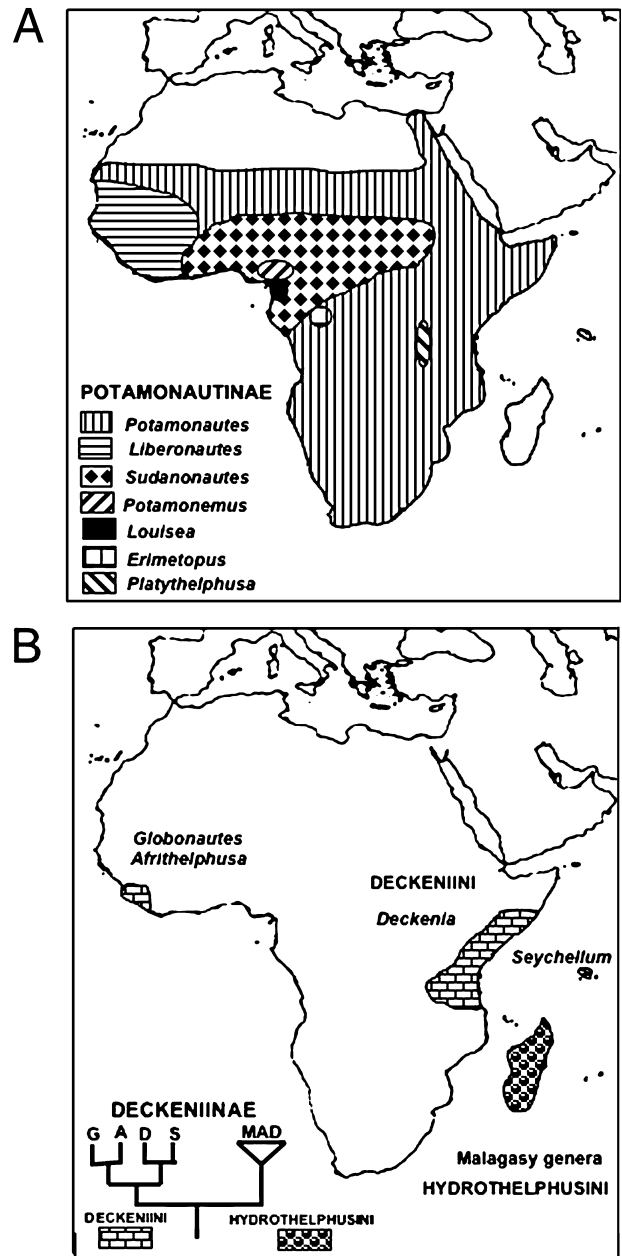 A
POTAMONAUTINAE
Potamonautes
Liberonautes
Sudanonautes
Potamonemus
Louisea
Erimetopus
Platythelphusa
B
Globonautes
Afrithelphusa
DECKENIINI
Deckenia
Seychellum
DECKENIINAE
G A D S MAD
Malagasy genera
HYDROTHELPHUSINI
DECKENIINI HYDROTHELPHUSINI